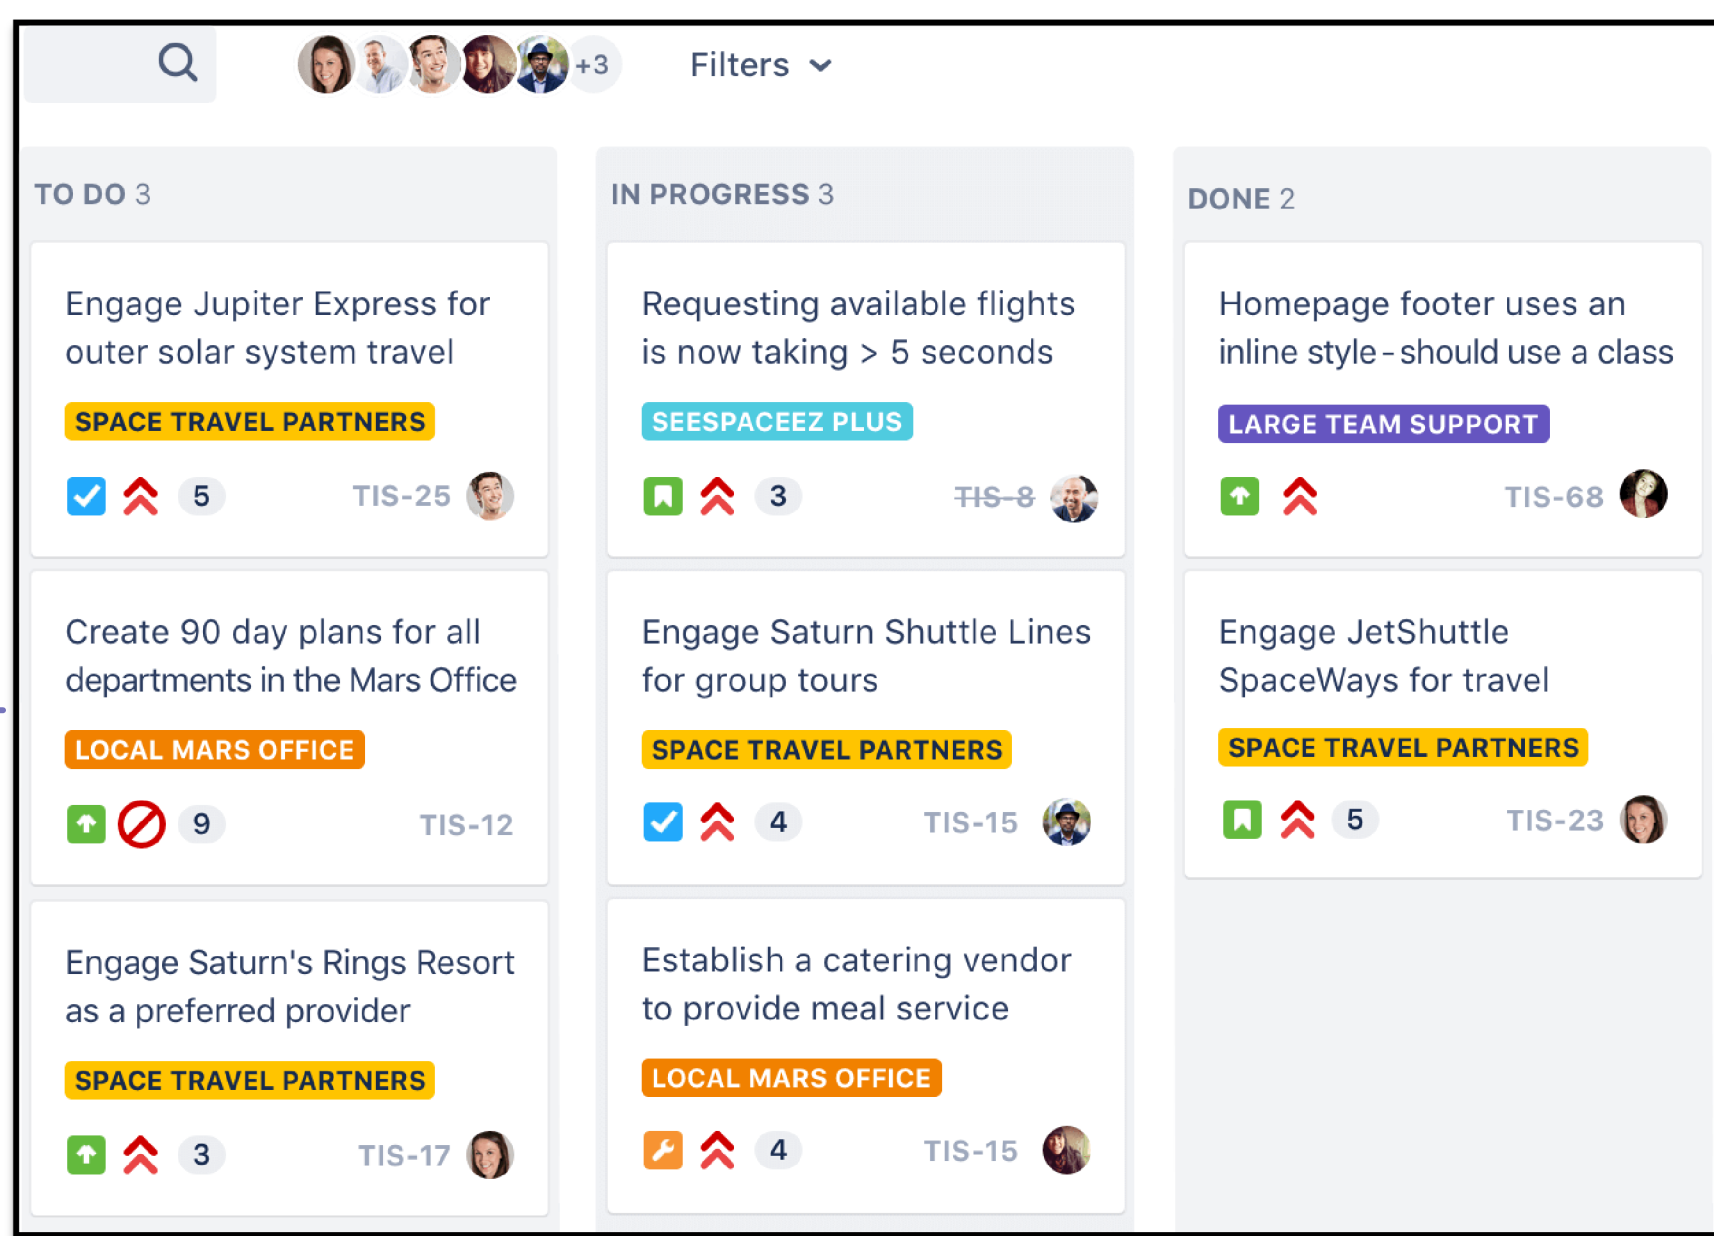 +3 Filters
TO DO 3
Engage Jupiter Express for
outer solar system travel
SPACE TRAVEL PARTNERS
5 TIS-25
Create 90 day plans for all
departments in the Mars Office
LOCAL MARS OFFICE
9 TIS-12
Engage Saturn's Rings Resort
as a preferred provider
SPACE TRAVEL PARTNERS
3 TIS-17
IN PROGRESS 3
Requesting available flights
is now taking > 5 seconds
SEESPACEEZ PLUS
3 TIS-8
Engage Saturn Shuttle Lines
for group tours
SPACE TRAVEL PARTNERS
4 TIS-15
Establish a catering vendor
to provide meal service
LOCAL MARS OFFICE
4 TIS-15
DONE 2
Homepage footer uses an
inline style - should use a class
LARGE TEAM SUPPORT
TIS-68
Engage JetShuttle
SpaceWays for travel
SPACE TRAVEL PARTNERS
5 TIS-23